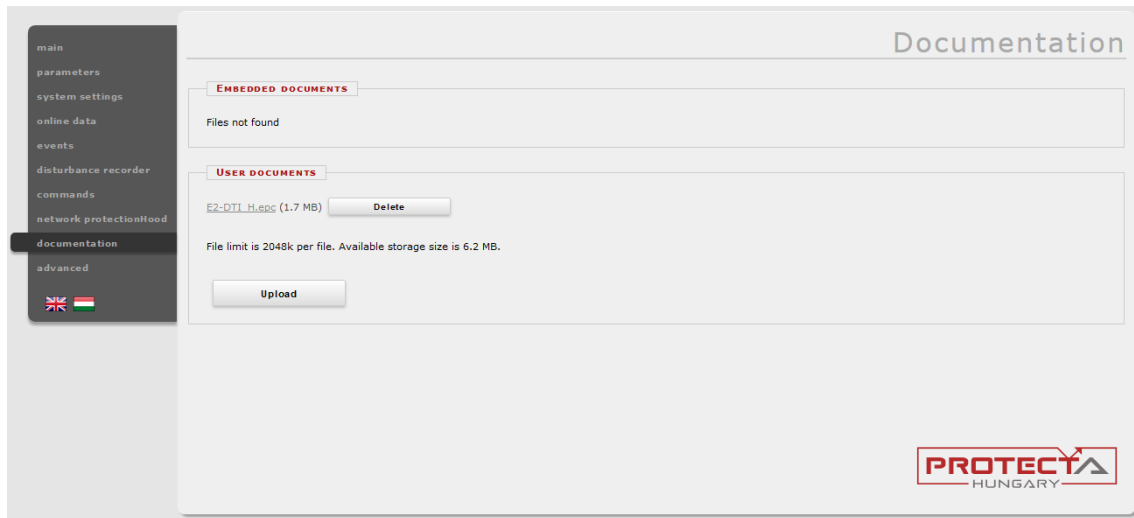 main
parameters
system settings
online data
events
disturbance recorder
commands
network protectionHood
documentation
advanced
Documentation
EMBEDDED DOCUMENTS
Files not found
USER DOCUMENTS
E2-DTI_H.epc (1.7 MB) Delete
File limit is 2048k per file. Available storage size is 6.2 MB.
Upload
PROTECTA
HUNGARY